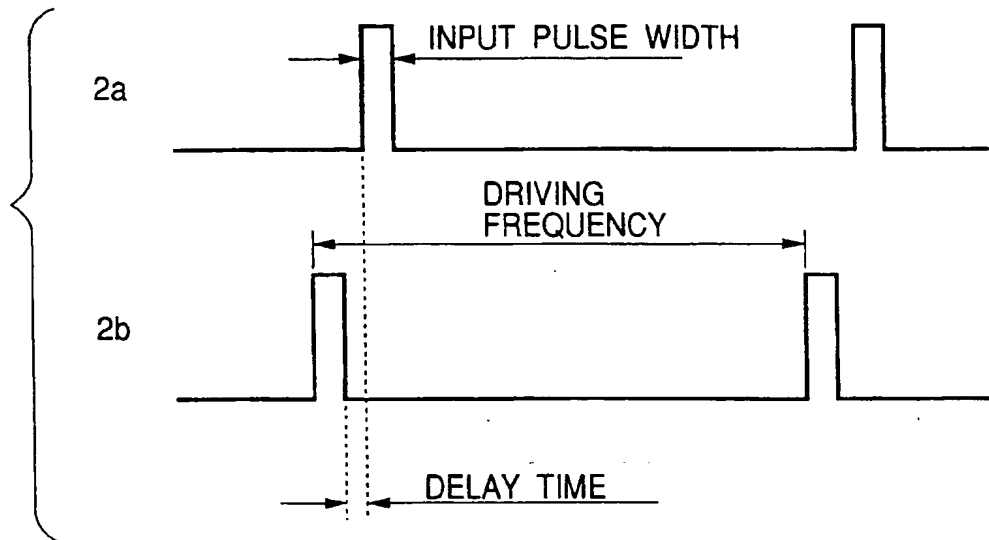 INPUT PULSE WIDTH
2a
DRIVING
FREQUENCY
2b
DELAY TIME